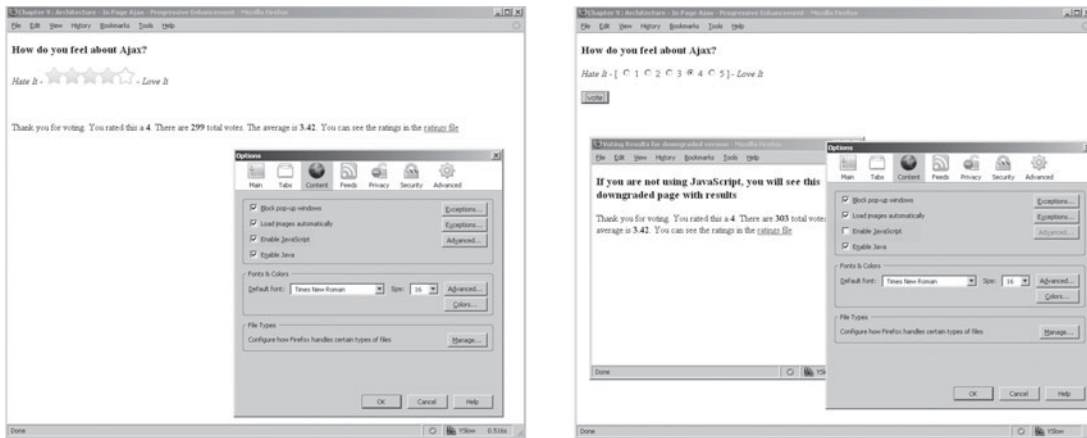 Chapter 9 : Architecture - In Page Ajax - Progressive Enhancement - Mozilla Firefox
File Edit View History Bookmarks Tools Help
How do you feel about Ajax?
Hate It - - Love It
Thank you for voting. You rated this a 4. There are 299 total votes. The average is 3.42. You can see the ratings in the ratings file
Options
Main Tabs Content Feeds Privacy Security Advanced
Block pop-up windows Exceptions...
Load images automatically Exceptions...
Enable JavaScript Advanced...
Enable Java
Fonts & Colors
Default font: Times New Roman Size: 16 Advanced...
Colors...
File Types
Configure how Firefox handles certain types of files Manage...
OK Cancel Help
Done YSlow 0.516s
Chapter 9 : Architecture - In Page Ajax - Progressive Enhancement - Mozilla Firefox
File Edit View History Bookmarks Tools Help
How do you feel about Ajax?
Hate It - [ 1 2 3 4 5 ] - Love It
vote
Voting Results for downgraded version - Mozilla Firefox
File Edit View History Bookmarks Tools Help
If you are not using JavaScript, you will see this
downgraded page with results
Thank you for voting. You rated this a 4. There are 303 total votes
average is 3.42. You can see the ratings in the ratings file
Done YSl
Options
Main Tabs Content Feeds Privacy Security Advanced
Block pop-up windows Exceptions...
Load images automatically Exceptions...
Enable JavaScript Advanced...
Enable Java
Fonts & Colors
Default font: Times New Roman Size: 16 Advanced...
Colors...
File Types
Configure how Firefox handles certain types of files Manage...
OK Cancel Help
Done YSlow